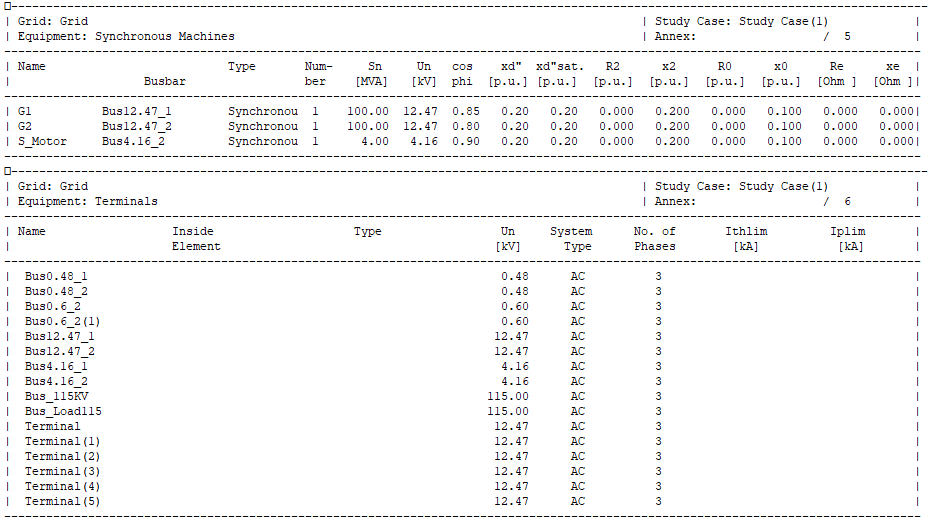 | Grid: Grid | Study Case: Study Case(1) |
| Equipment: Synchronous Machines | Annex: / 5 |
| Name Type Num- Sn Un cos xd" xd"sat. R2 x2 R0 x0 Re xe |
| Busbar ber [MVA] [kV] phi [p.u.] [p.u.] [p.u.] [p.u.] [p.u.] [p.u.] [Ohm ] [Ohm ]|
| G1 Bus12.47_1 Synchronou 1 100.00 12.47 0.85 0.20 0.20 0.000 0.200 0.000 0.100 0.000 0.000|
| G2 Bus12.47_2 Synchronou 1 100.00 12.47 0.80 0.20 0.20 0.000 0.200 0.000 0.100 0.000 0.000|
| S_Motor Bus4.16_2 Synchronou 1 4.00 4.16 0.90 0.20 0.20 0.000 0.200 0.000 0.100 0.000 0.000|
| Grid: Grid | Study Case: Study Case(1) |
| Equipment: Terminals | Annex: / 6 |
| Name Inside Type Un System No. of Ithlim Iplim |
| Element [kV] Type Phases [kA] [kA] |
| Bus0.48_1 0.48 AC 3 |
| Bus0.48_2 0.48 AC 3 |
| Bus0.6_2 0.60 AC 3 |
| Bus0.6_2(1) 0.60 AC 3 |
| Bus12.47_1 12.47 AC 3 |
| Bus12.47_2 12.47 AC 3 |
| Bus4.16_1 4.16 AC 3 |
| Bus4.16_2 4.16 AC 3 |
| Bus_115KV 115.00 AC 3 |
| Bus_Load115 115.00 AC 3 |
| Terminal 12.47 AC 3 |
| Terminal(1) 12.47 AC 3 |
| Terminal(2) 12.47 AC 3 |
| Terminal(3) 12.47 AC 3 |
| Terminal(4) 12.47 AC 3 |
| Terminal(5) 12.47 AC 3 |